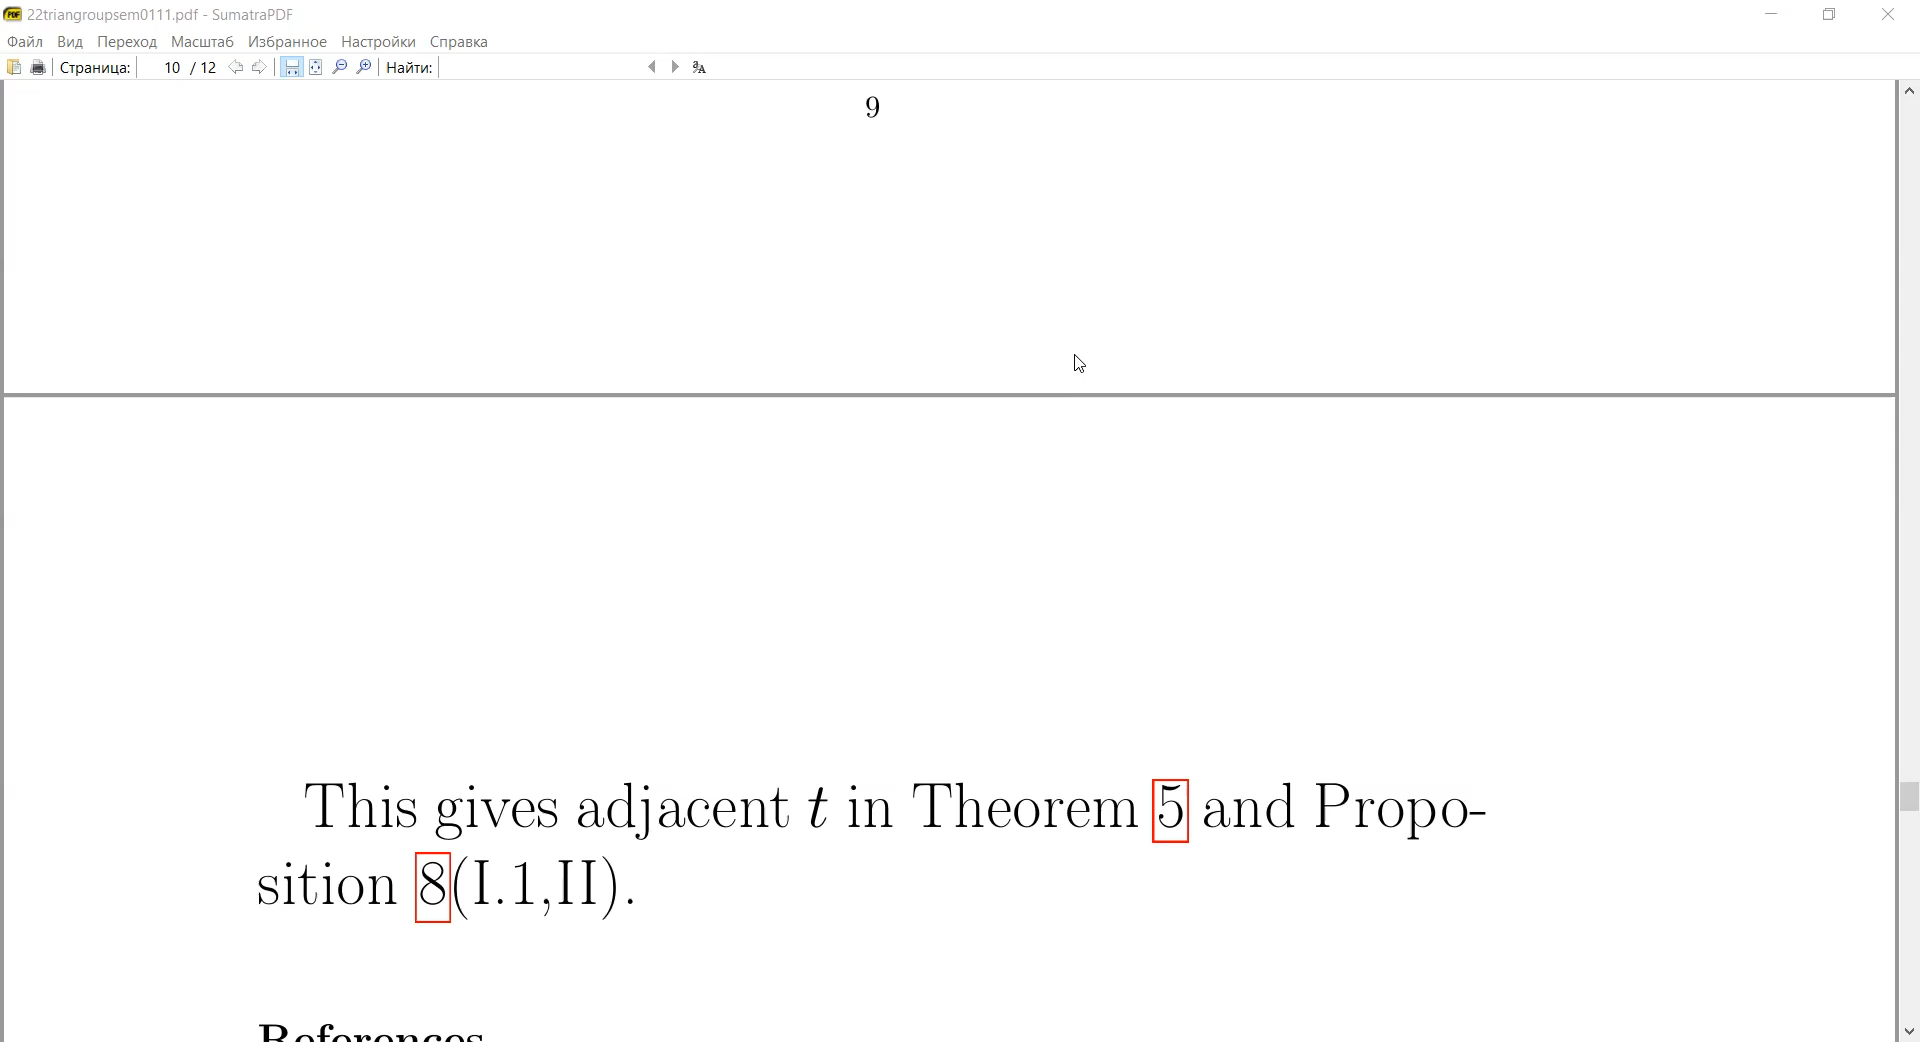 22triangroupsem0111.pdf - SumatraPDF
Файл Вид Переход Масштаб Избранное Настройки Справка
Страница: 10 / 12 Найти:
9
This gives adjacent t in Theorem 5 and Propo-
sition 8(I.1,II).
References